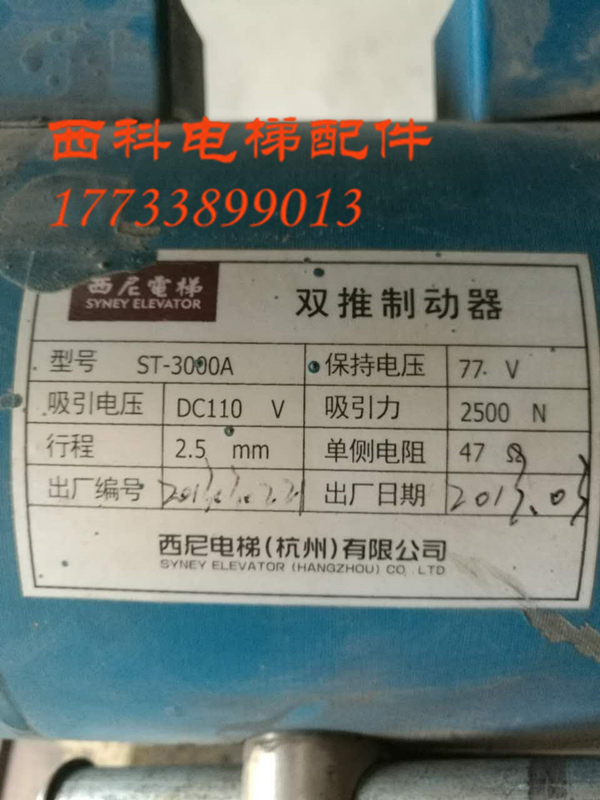 西科电梯配件
17733899013
西尼電梯
SYNEY ELEVATOR
双推制动器
型号 ST-3000A 保持电压 77 V
吸引电压 DC110 V 吸引力 2500 N
行程 2.5 mm 单侧电阻 47 Ω
出厂编号 出厂日期
西尼电梯(杭州)有限公司
SYNEY ELEVATOR (HANGZHOU) CO., LTD